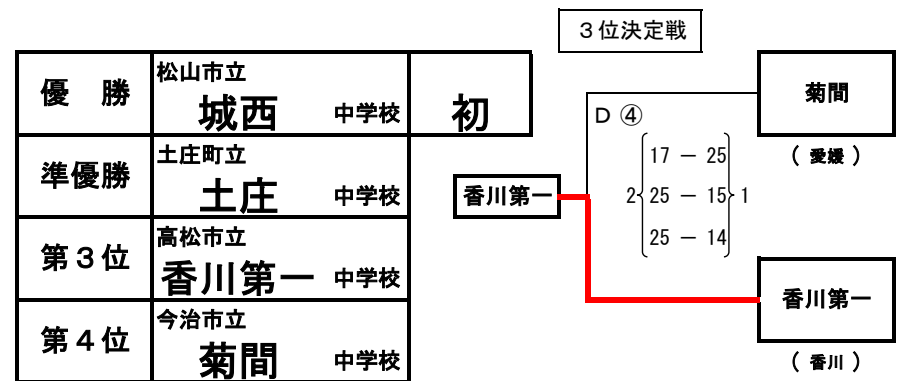 ３位決定戦
優　勝
松山市立
城西　中学校
初
準優勝
土庄町立
土庄　中学校
第３位
高松市立
香川第一　中学校
第４位
今治市立
菊間　中学校
香川第一
Ｄ ④
17 － 25
2 25 － 15 1
25 － 14
菊間
（ 愛媛 ）
香川第一
（ 香川 ）